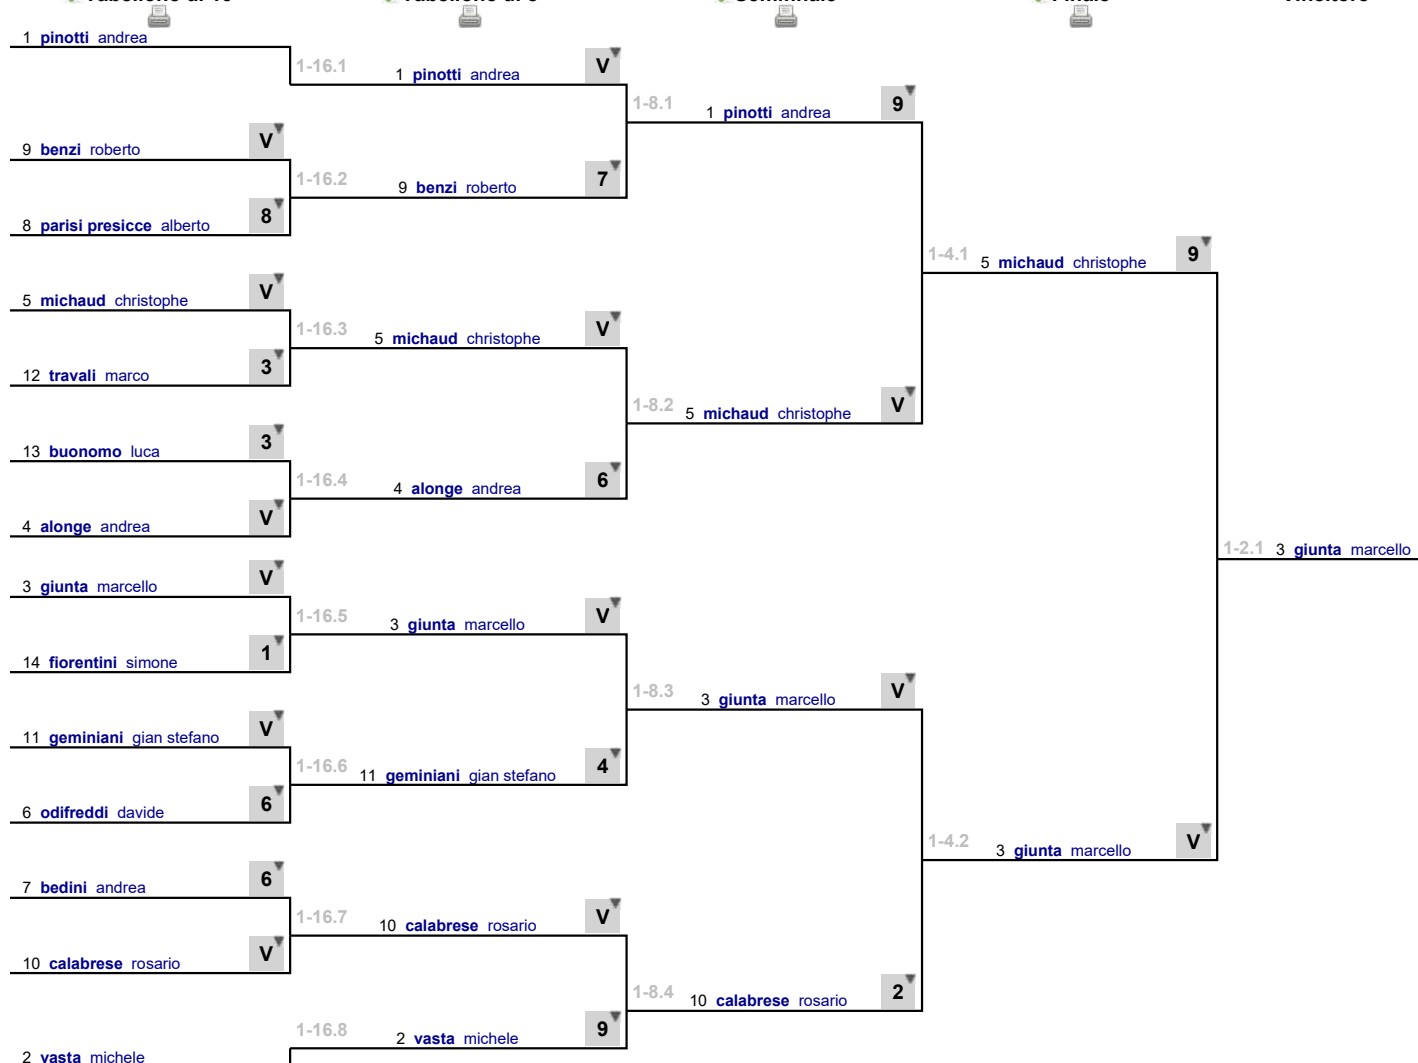 1 pinotti andrea
1-16.1 1 pinotti andrea V
1-8.1 1 pinotti andrea 9
9 benzi roberto V
1-16.2 9 benzi roberto 7
8 parisi presicce alberto 8
1-4.1 5 michaud christophe 9
5 michaud christophe V
1-16.3 5 michaud christophe V
12 travali marco 3
1-8.2 5 michaud christophe V
13 buonomo luca 3
1-16.4 4 alonge andrea 6
4 alonge andrea V
1-2.1 3 giunta marcello
3 giunta marcello V
1-16.5 3 giunta marcello V
14 fiorentini simone 1
1-8.3 3 giunta marcello V
11 geminiani gian stefano V
1-16.6 11 geminiani gian stefano 4
6 odifreddi davide 6
1-4.2 3 giunta marcello V
7 bedini andrea 6
1-16.7 10 calabrese rosario V
10 calabrese rosario V
1-8.4 10 calabrese rosario 2
1-16.8 2 vasta michele 9
2 vasta michele